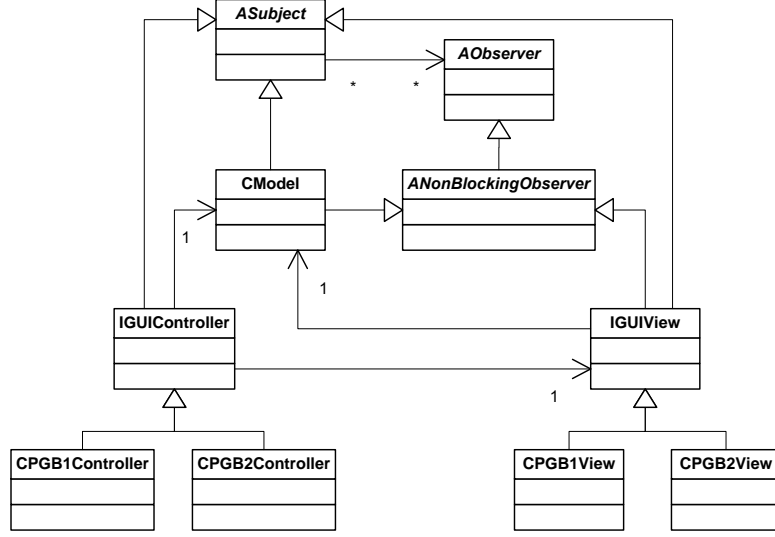 ASubject
AObserver
*
*
CModel
ANonBlockingObserver
1
1
IGUIController
IGUIView
1
CPGB1Controller
CPGB2Controller
CPGB1View
CPGB2View